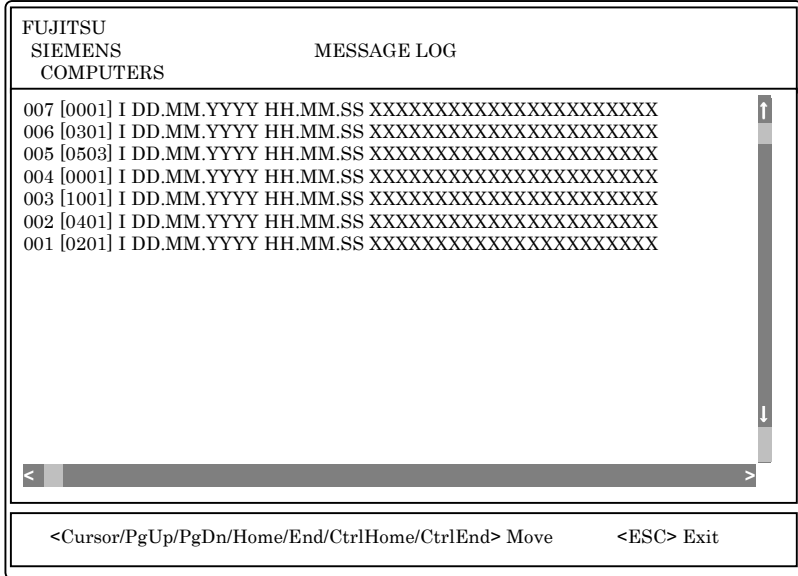 FUJITSU
SIEMENS MESSAGE LOG
COMPUTERS
007 [0001] I DD.MM.YYYY HH.MM.SS XXXXXXXXXXXXXXXXXXXXXX
006 [0301] I DD.MM.YYYY HH.MM.SS XXXXXXXXXXXXXXXXXXXXXX
005 [0503] I DD.MM.YYYY HH.MM.SS XXXXXXXXXXXXXXXXXXXXXX
004 [0001] I DD.MM.YYYY HH.MM.SS XXXXXXXXXXXXXXXXXXXXXX
003 [1001] I DD.MM.YYYY HH.MM.SS XXXXXXXXXXXXXXXXXXXXXX
002 [0401] I DD.MM.YYYY HH.MM.SS XXXXXXXXXXXXXXXXXXXXXX
001 [0201] I DD.MM.YYYY HH.MM.SS XXXXXXXXXXXXXXXXXXXXXX
<Cursor/PgUp/PgDn/Home/End/CtrlHome/CtrlEnd> Move <ESC> Exit